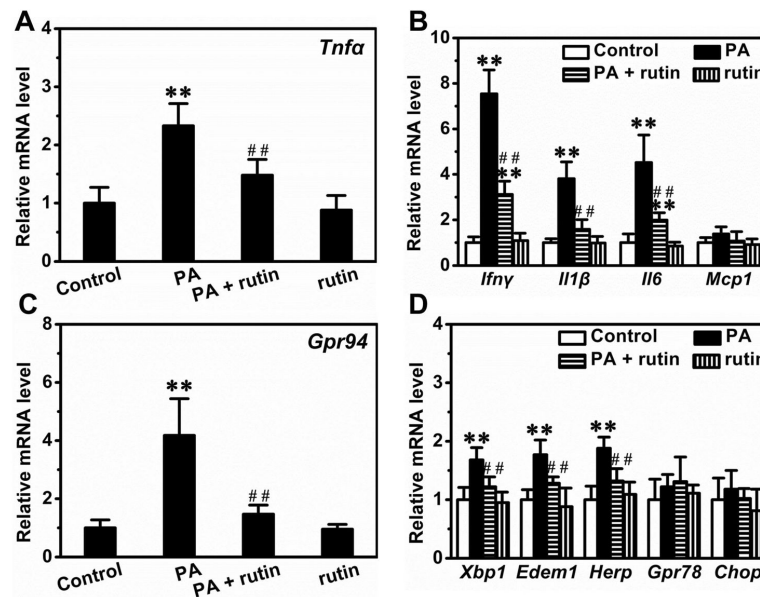 A
Tnfα
Relative mRNA level
4
3
2
1
0
**
##
Control
PA
PA + rutin
rutin
B
Relative mRNA level
10
8
6
4
2
0
Control
PA
PA + rutin
rutin
**
##
**
**
##
**
##
**
Ifnγ
Il1β
Il6
Mcp1
C
Gpr94
Relative mRNA level
8
6
4
2
0
**
##
Control
PA
PA + rutin
rutin
D
Relative mRNA level
4
3
2
1
0
Control
PA
PA + rutin
rutin
**
##
**
##
**
##
Xbp1
Edem1
Herp
Gpr78
Chop